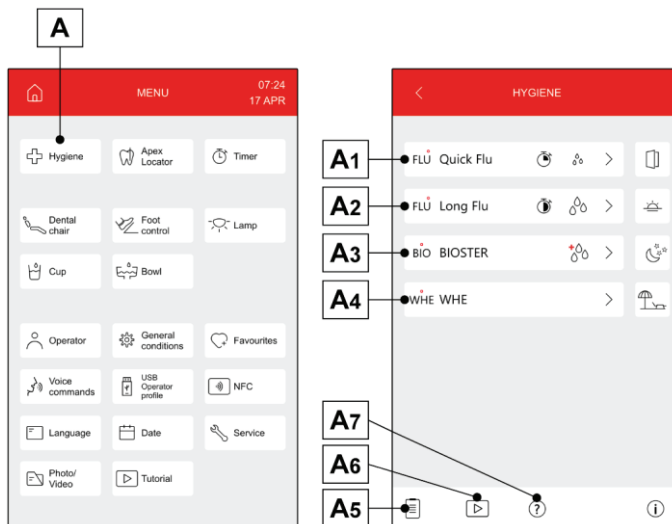 A
MENU
07:24
17 APR
Hygiene
Apex
Locator
Timer
Dental
chair
Foot
control
Lamp
Cup
Bowl
Operator
General
conditions
Favourites
Voice
commands
USB
Operator
profile
NFC
Language
Date
Service
Photo/
Video
Tutorial
HYGIENE
A1
FLU Quick Flu
A2
FLU Long Flu
A3
BIO BIOSTER
A4
WHE WHE
A7
A6
A5
?
i